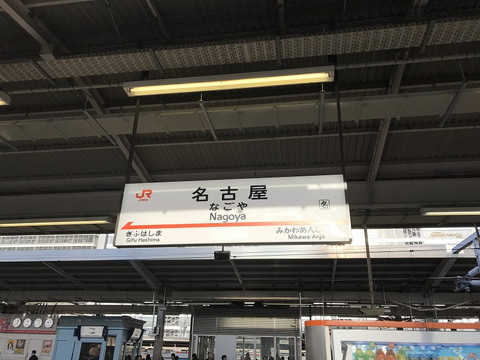 JR
名古屋
なごや
Nagoya
名
ぎふはしま
Gifu-Hashima
みかわあんじょう
Mikawa-Anjō